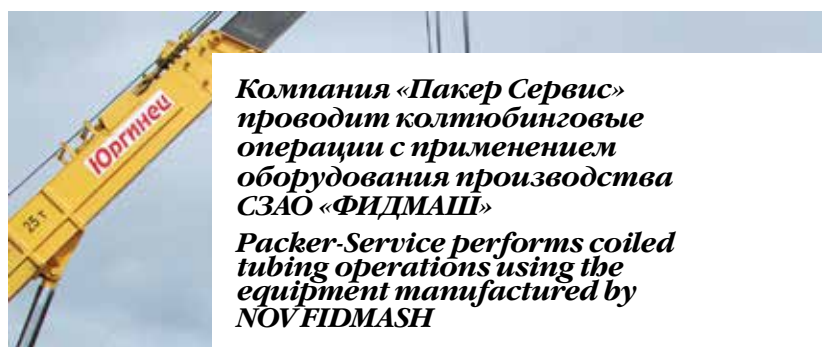 Юргинец
25 т
Компания «Пакер Сервис»
проводит колтюбинговые
операции с применением
оборудования производства
СЗАО «ФИДМАШ»
Packer-Service performs coiled
tubing operations using the
equipment manufactured by
NOV FIDMASH